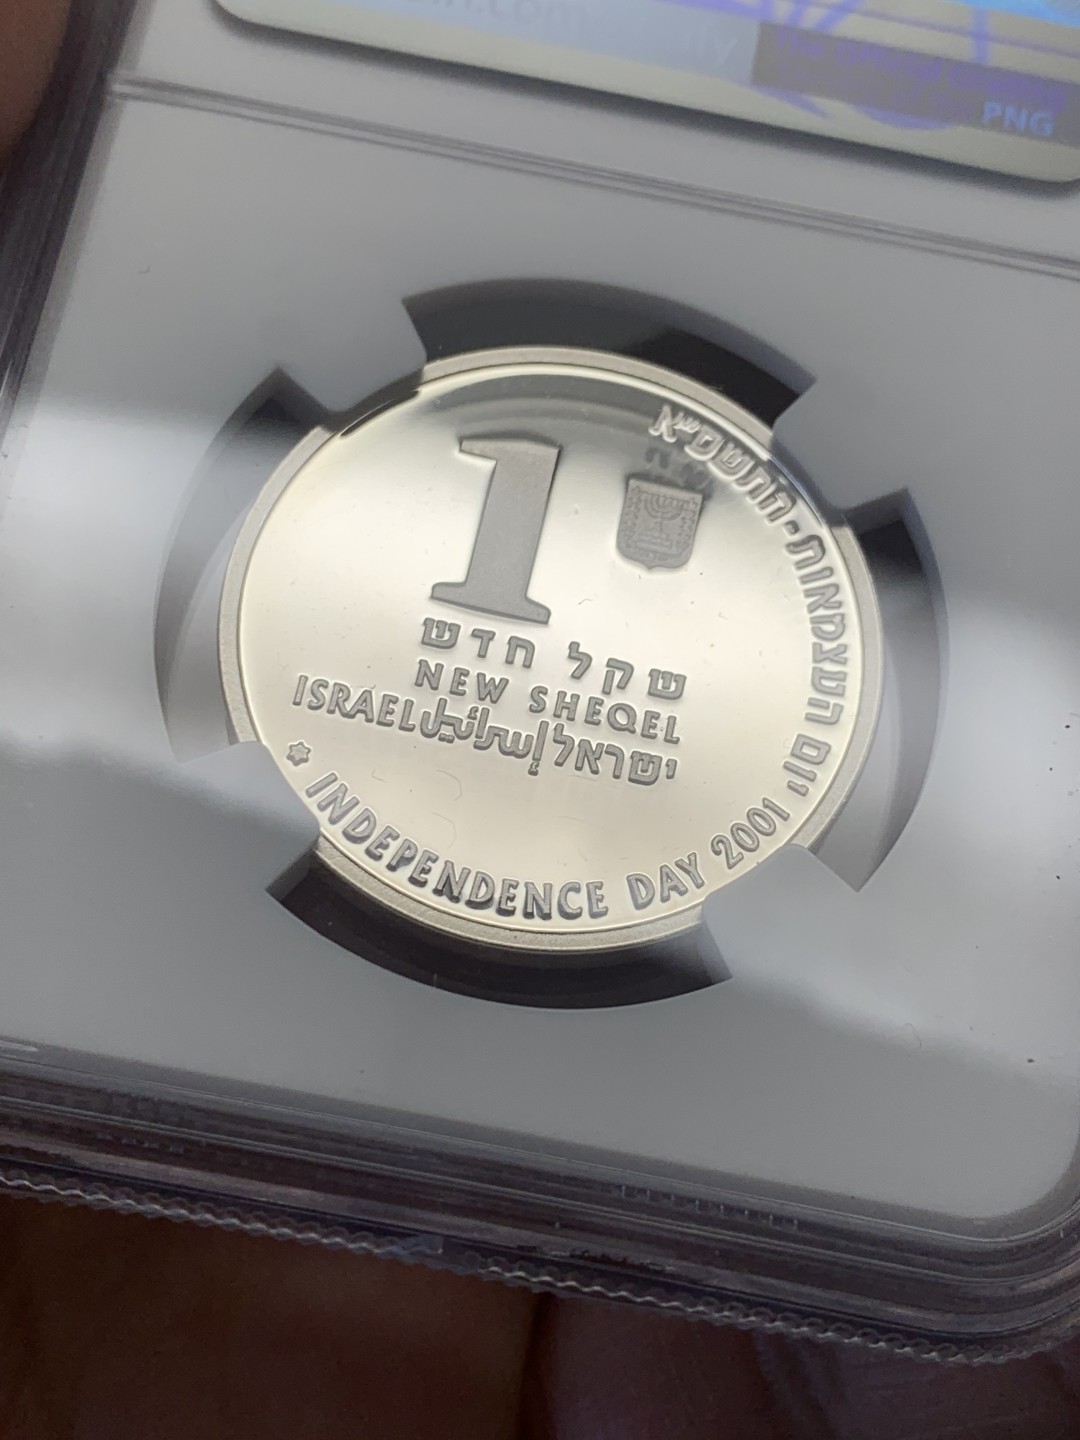 PNG
1
שקל חדש
NEW SHEQEL
ISRAEL إسرائيل ישראל
יום העצמאות-התשס"א
INDEPENDENCE DAY 2001